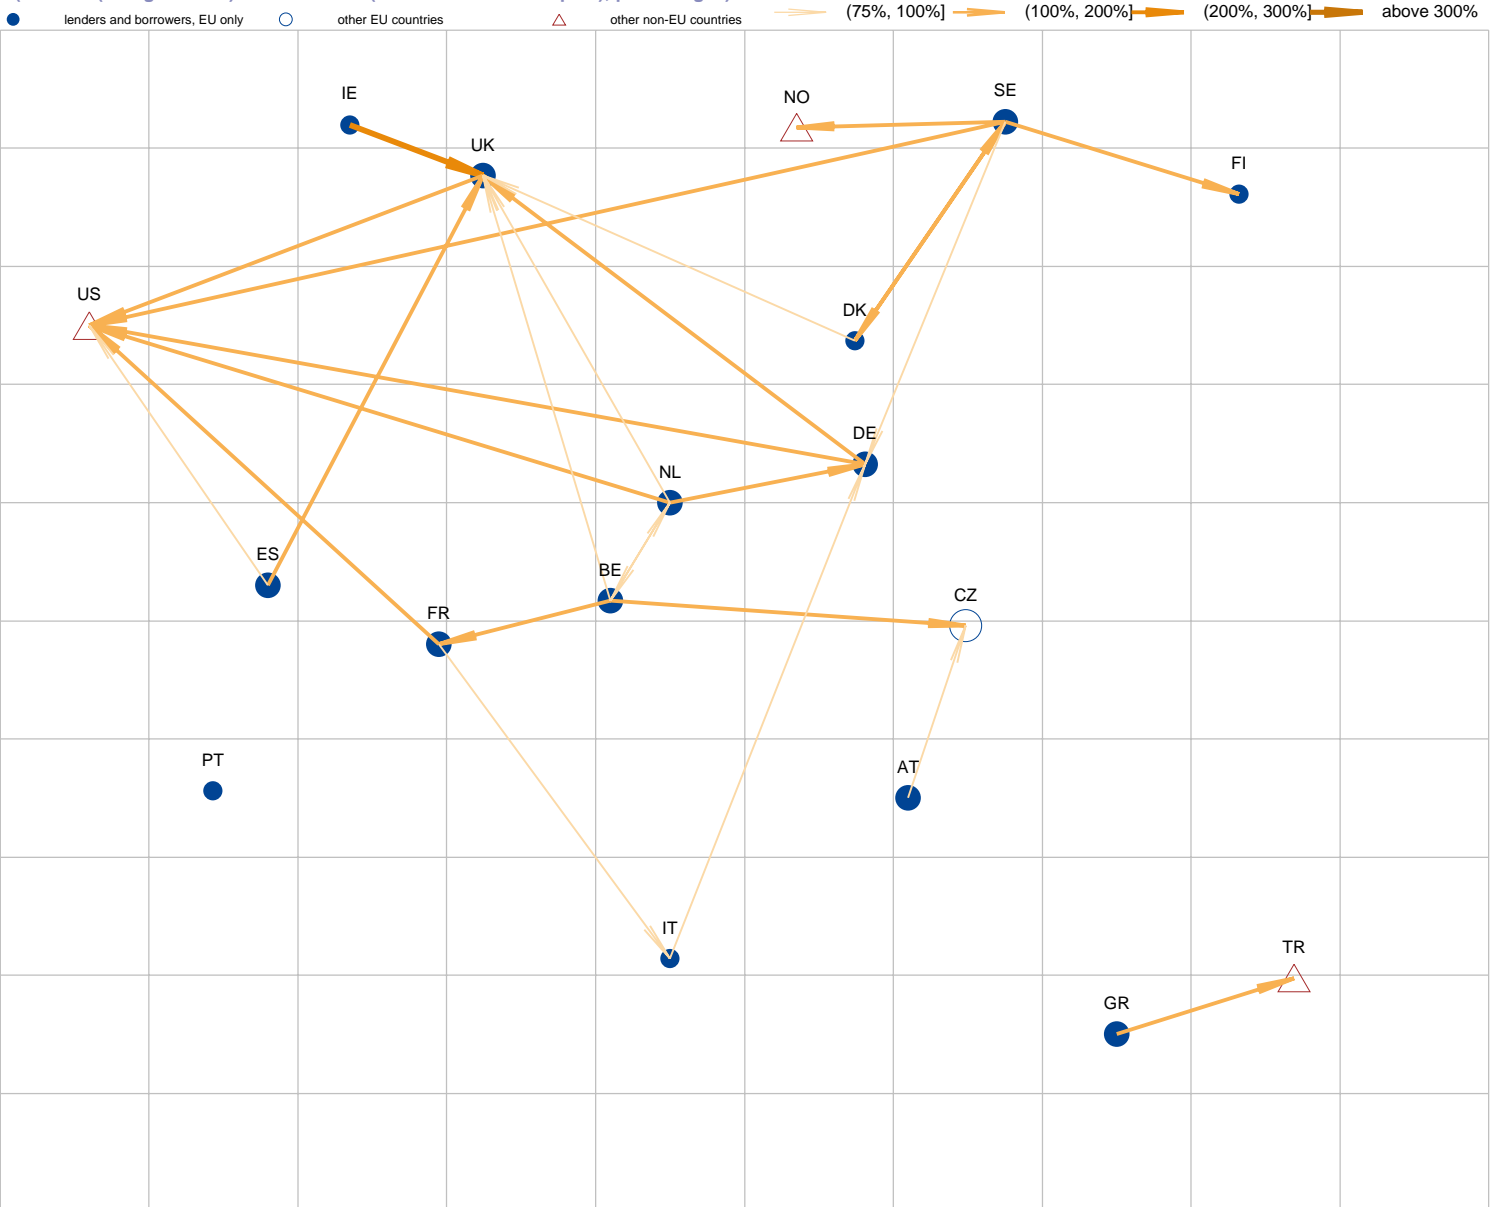 lenders and borrowers, EU only other EU countries other non-EU countries (75%, 100%] (100%, 200%] (200%, 300%] above 300%
IE
NO
SE
UK
FI
US
DK
DE
NL
ES
BE
CZ
FR
PT
AT
IT
TR
GR